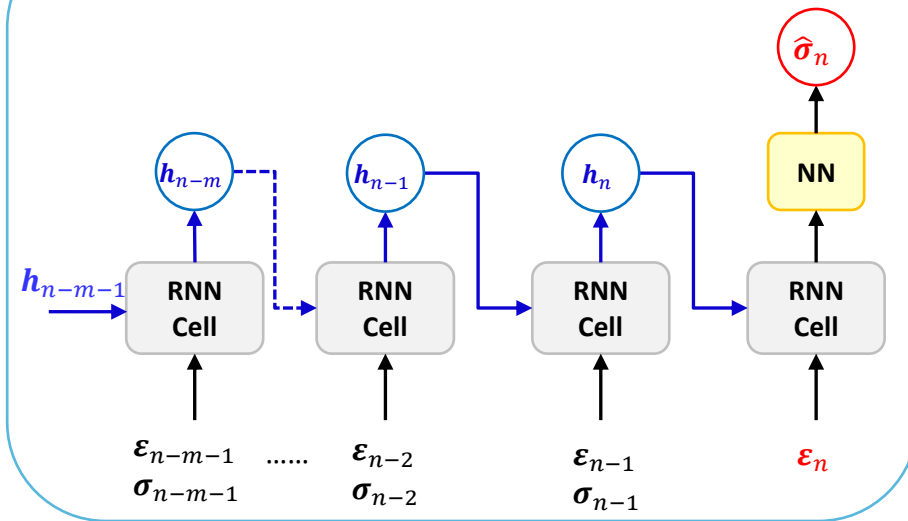 σ̂ₙ
hₙ₋ₘ
hₙ₋₁
hₙ
NN
hₙ₋ₘ₋₁
RNN Cell
RNN Cell
RNN Cell
RNN Cell
εₙ₋ₘ₋₁
σₙ₋ₘ₋₁
......
εₙ₋₂
σₙ₋₂
εₙ₋₁
σₙ₋₁
εₙ